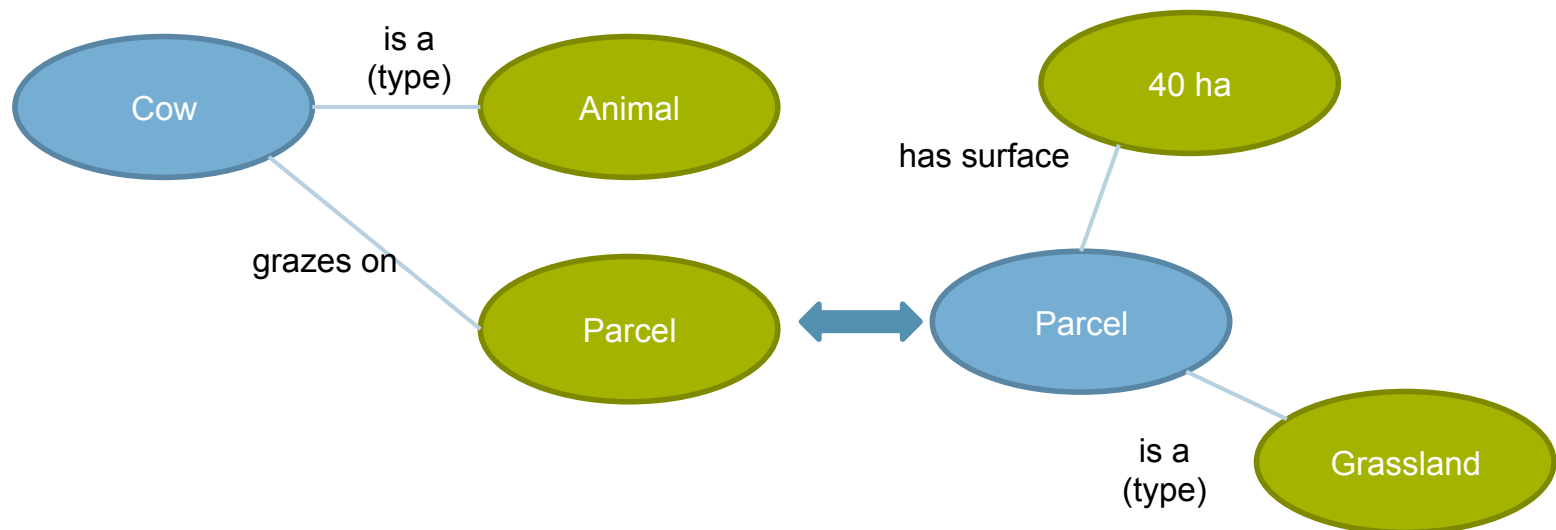 Cow
is a
(type)
Animal
grazes on
Parcel
40 ha
has surface
Parcel
is a
(type)
Grassland